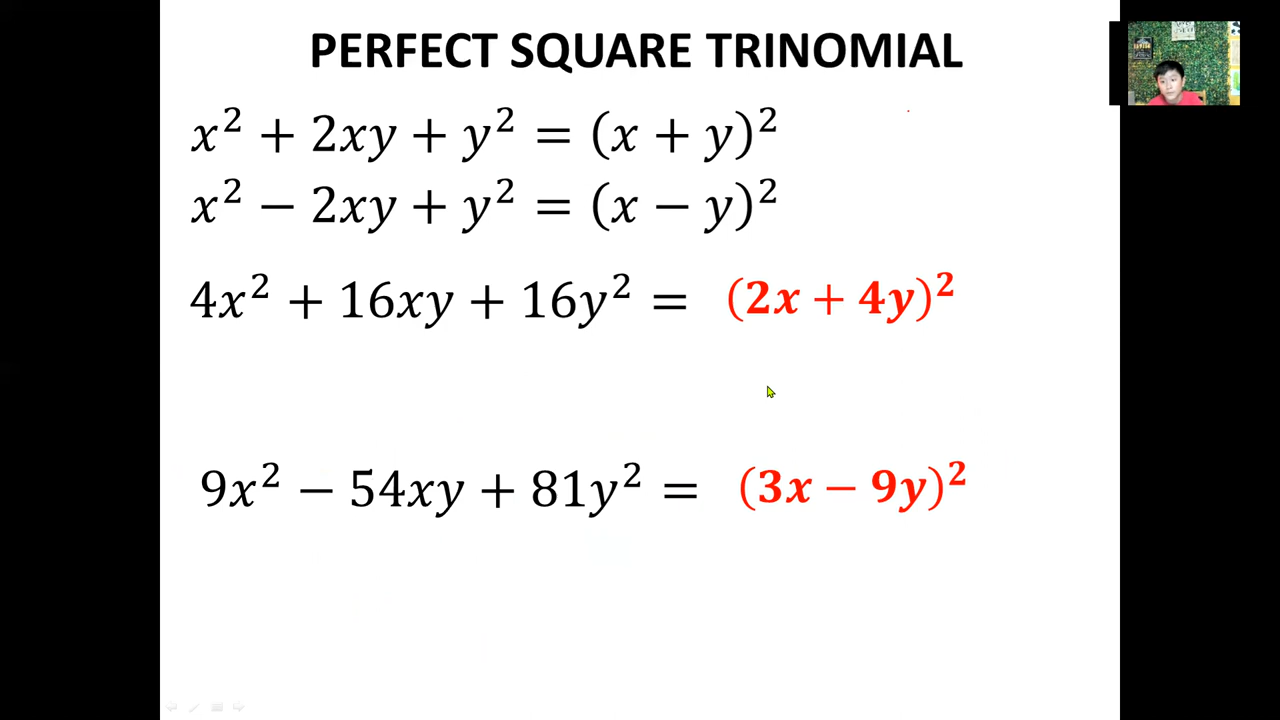 PERFECT SQUARE TRINOMIAL
x² + 2xy + y² = (x + y)²
x² − 2xy + y² = (x − y)²
4x² + 16xy + 16y² = (2x + 4y)²
9x² − 54xy + 81y² = (3x − 9y)²